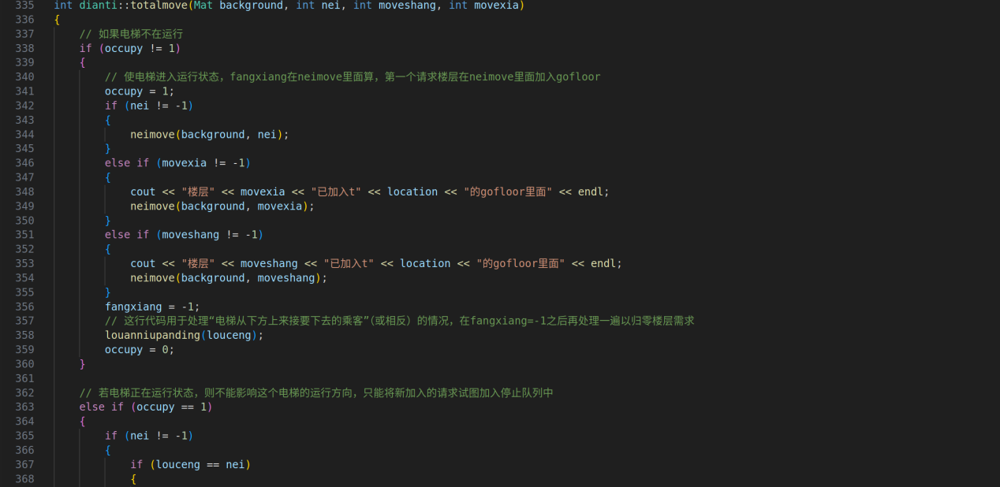 335 int dianti::totalmove(Mat background, int nei, int moveshang, int movexia)
336 {
337     // 如果电梯不在运行
338     if (occupy != 1)
339     {
340         // 使电梯进入运行状态，fangxiang在neimove里面算，第一个请求楼层在neimove里面加入gofloor
341         occupy = 1;
342         if (nei != -1)
343         {
344             neimove(background, nei);
345         }
346         else if (movexia != -1)
347         {
348             cout << "楼层" << movexia << "已加入t" << location << "的gofloor里面" << endl;
349             neimove(background, movexia);
350         }
351         else if (moveshang != -1)
352         {
353             cout << "楼层" << moveshang << "已加入t" << location << "的gofloor里面" << endl;
354             neimove(background, moveshang);
355         }
356         fangxiang = -1;
357         // 这行代码用于处理“电梯从下方上来接要下去的乘客”（或相反）的情况，在fangxiang=-1之后再处理一遍以归零楼层需求
358         louanniupanding(louceng);
359         occupy = 0;
360     }
361
362     // 若电梯正在运行状态，则不能影响这个电梯的运行方向，只能将新加入的请求试图加入停止队列中
363     else if (occupy == 1)
364     {
365         if (nei != -1)
366         {
367             if (louceng == nei)
368             {